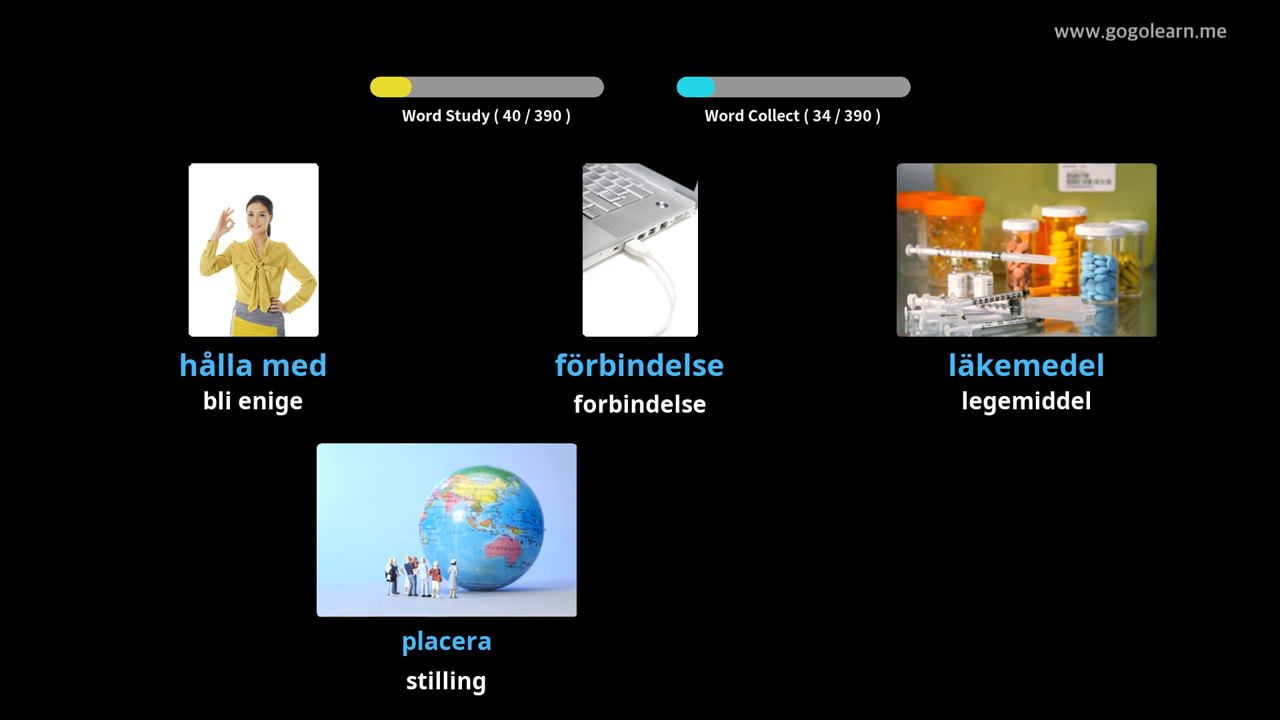 www.gogolearn.me
Word Study ( 40 / 390 )
Word Collect ( 34 / 390 )
hålla med
bli enige
förbindelse
forbindelse
läkemedel
legemiddel
placera
stilling